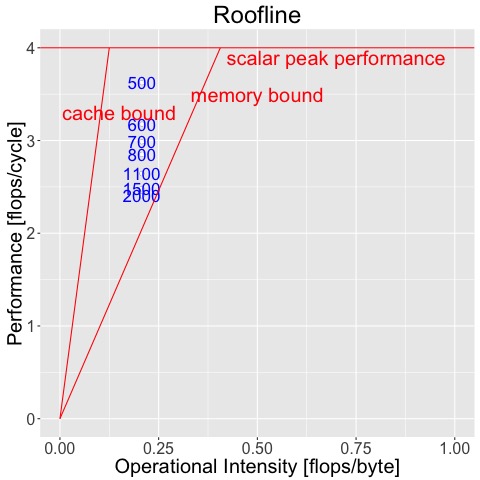 Roofline
4
scalar peak performance
500
memory bound
cache bound
600
3
700
800
1100
1500
2000
2
1
0
0.00 0.25 0.50 0.75 1.00
Performance [flops/cycle]
Operational Intensity [flops/byte]